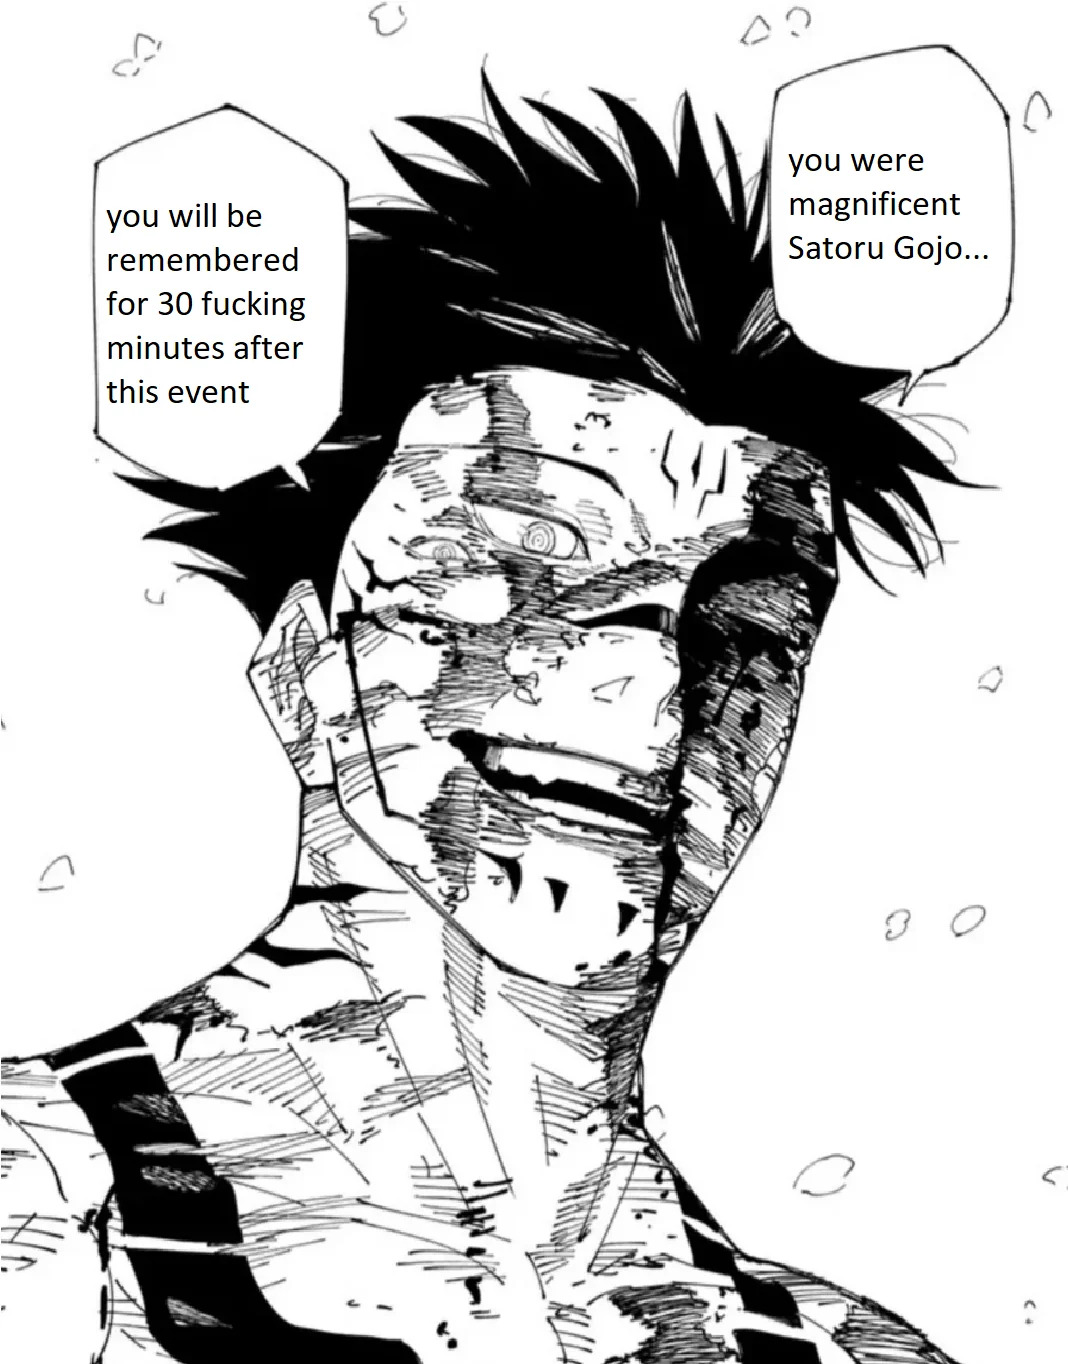 you were
magnificent
Satoru Gojo...
you will be
remembered
for 30 fucking
minutes after
this event